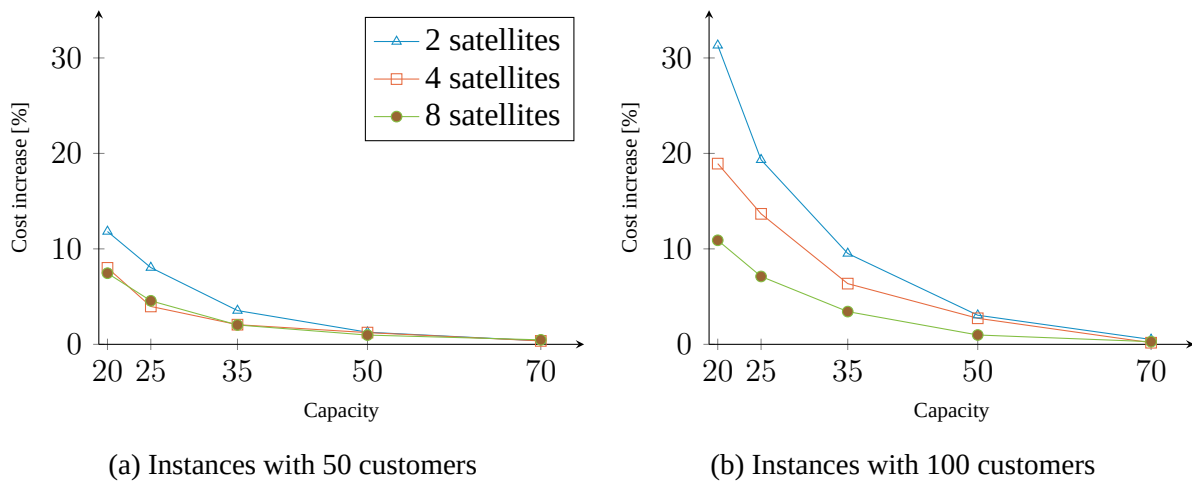 Cost increase [%]
30
20
10
0
20 25 35 50 70
Capacity
2 satellites
4 satellites
8 satellites
(a) Instances with 50 customers
Cost increase [%]
30
20
10
0
20 25 35 50 70
Capacity
(b) Instances with 100 customers